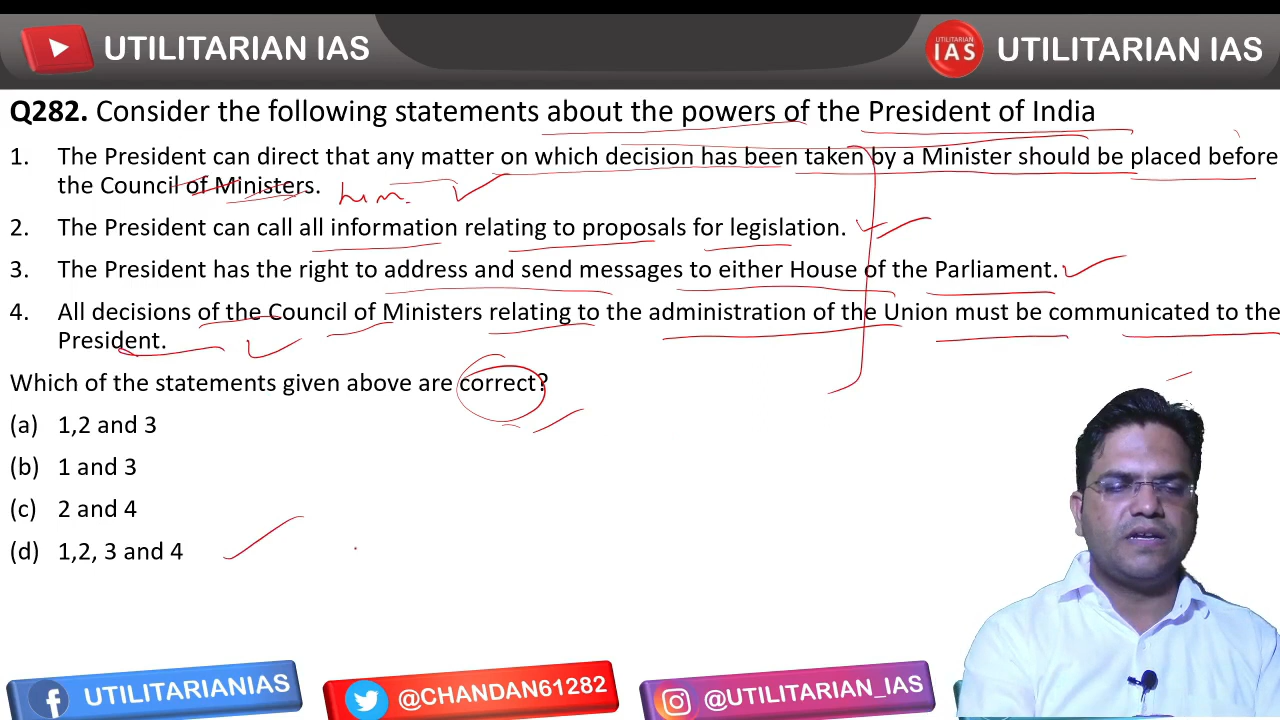 UTILITARIAN IAS
UTILITARIAN
IAS
UTILITARIAN IAS
Q282. Consider the following statements about the powers of the President of India
1. The President can direct that any matter on which decision has been taken by a Minister should be placed before
the Council of Ministers.
2. The President can call all information relating to proposals for legislation.
3. The President has the right to address and send messages to either House of the Parliament.
4. All decisions of the Council of Ministers relating to the administration of the Union must be communicated to the
President.
Which of the statements given above are correct?
(a) 1,2 and 3
(b) 1 and 3
(c) 2 and 4
(d) 1,2, 3 and 4
UTILITARIANIAS
@CHANDAN61282
@UTILITARIAN_IAS